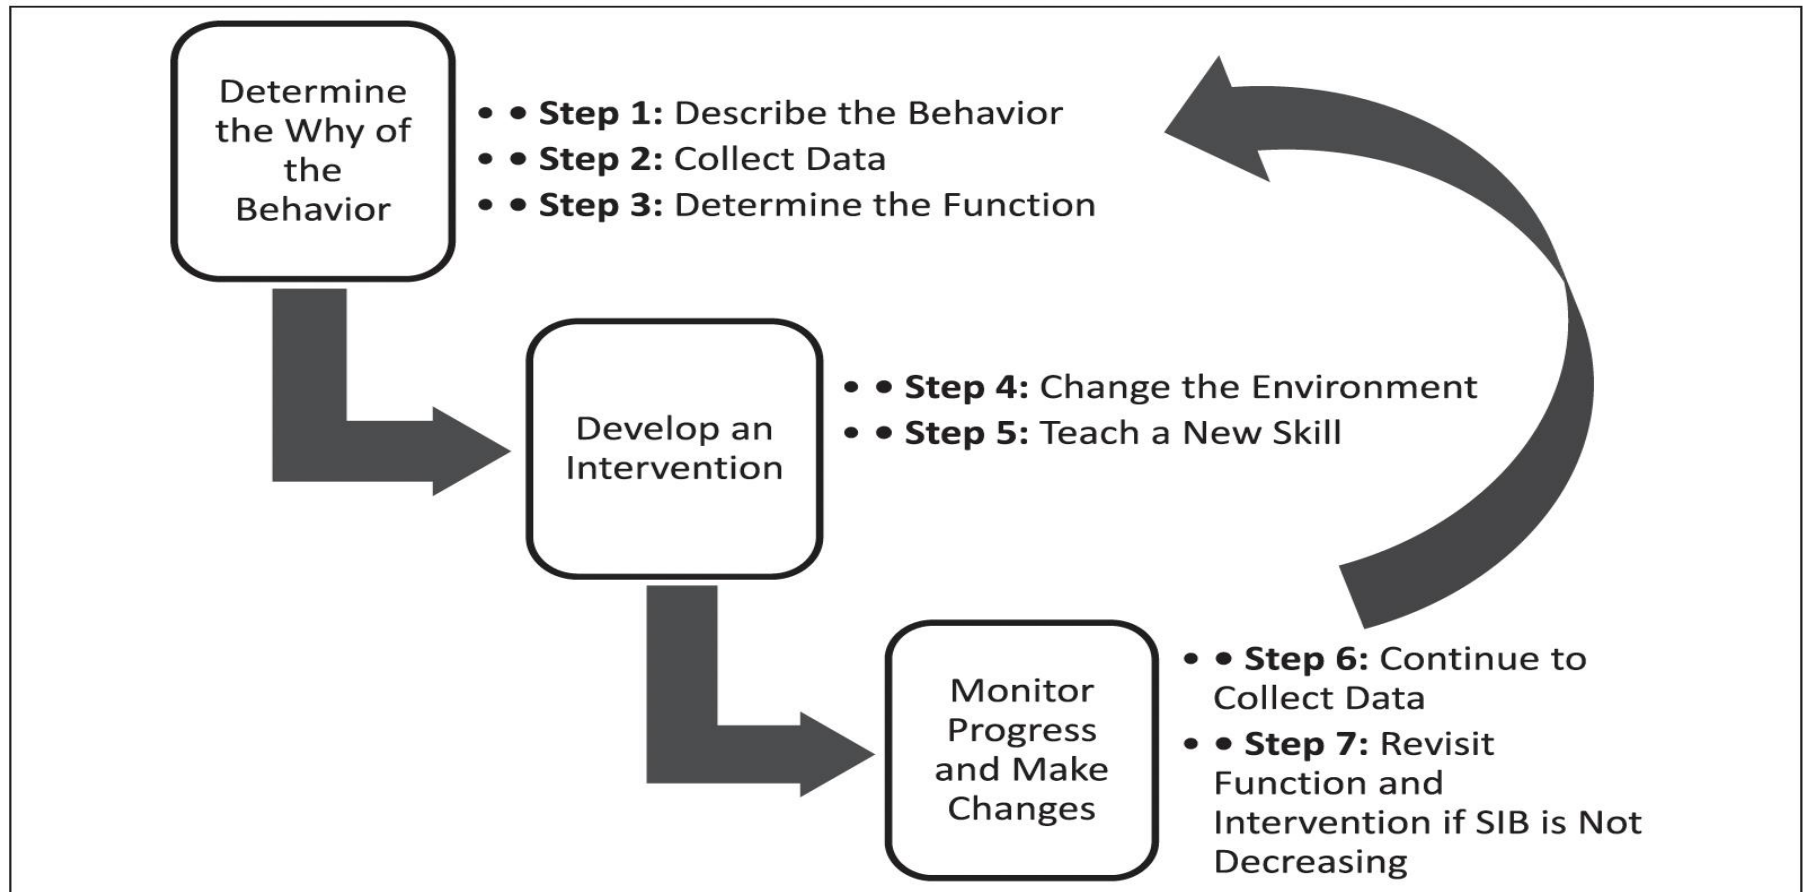 Determine
the Why of
the
Behavior
• • Step 1: Describe the Behavior
• • Step 2: Collect Data
• • Step 3: Determine the Function
Develop an
Intervention
• • Step 4: Change the Environment
• • Step 5: Teach a New Skill
Monitor
Progress
and Make
Changes
• • Step 6: Continue to
Collect Data
• • Step 7: Revisit
Function and
Intervention if SIB is Not
Decreasing